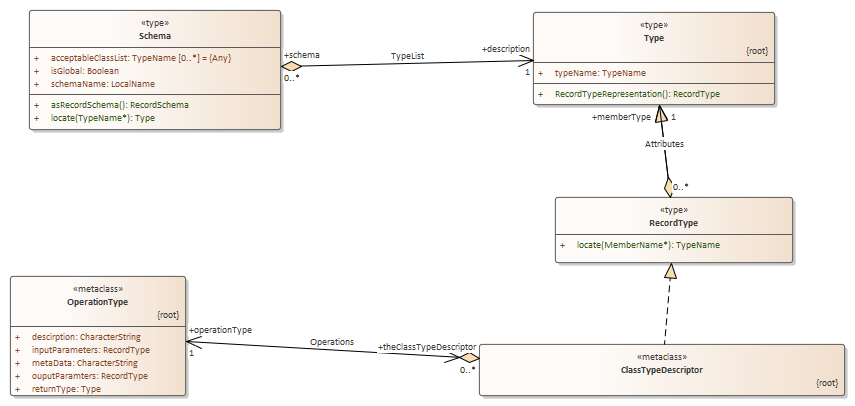 «type»
Schema
+ acceptableClassList: TypeName [0..*] = {Any}
+ isGlobal: Boolean
+ schemaName: LocalName
+ asRecordSchema(): RecordSchema
+ locate(TypeName*): Type
+schema
0..*
TypeList
+description
1
«type»
Type
{root}
+ typeName: TypeName
+ RecordTypeRepresentation(): RecordType
+memberType 1
Attributes
0..*
«type»
RecordType
+ locate(MemberName*): TypeName
«metaclass»
OperationType
{root}
+ descirption: CharacterString
+ inputParameters: RecordType
+ metaData: CharacterString
+ ouputParamters: RecordType
+ returnType: Type
+operationType
1
Operations
+theClassTypeDescriptor
0..*
«metaclass»
ClassTypeDescriptor
{root}